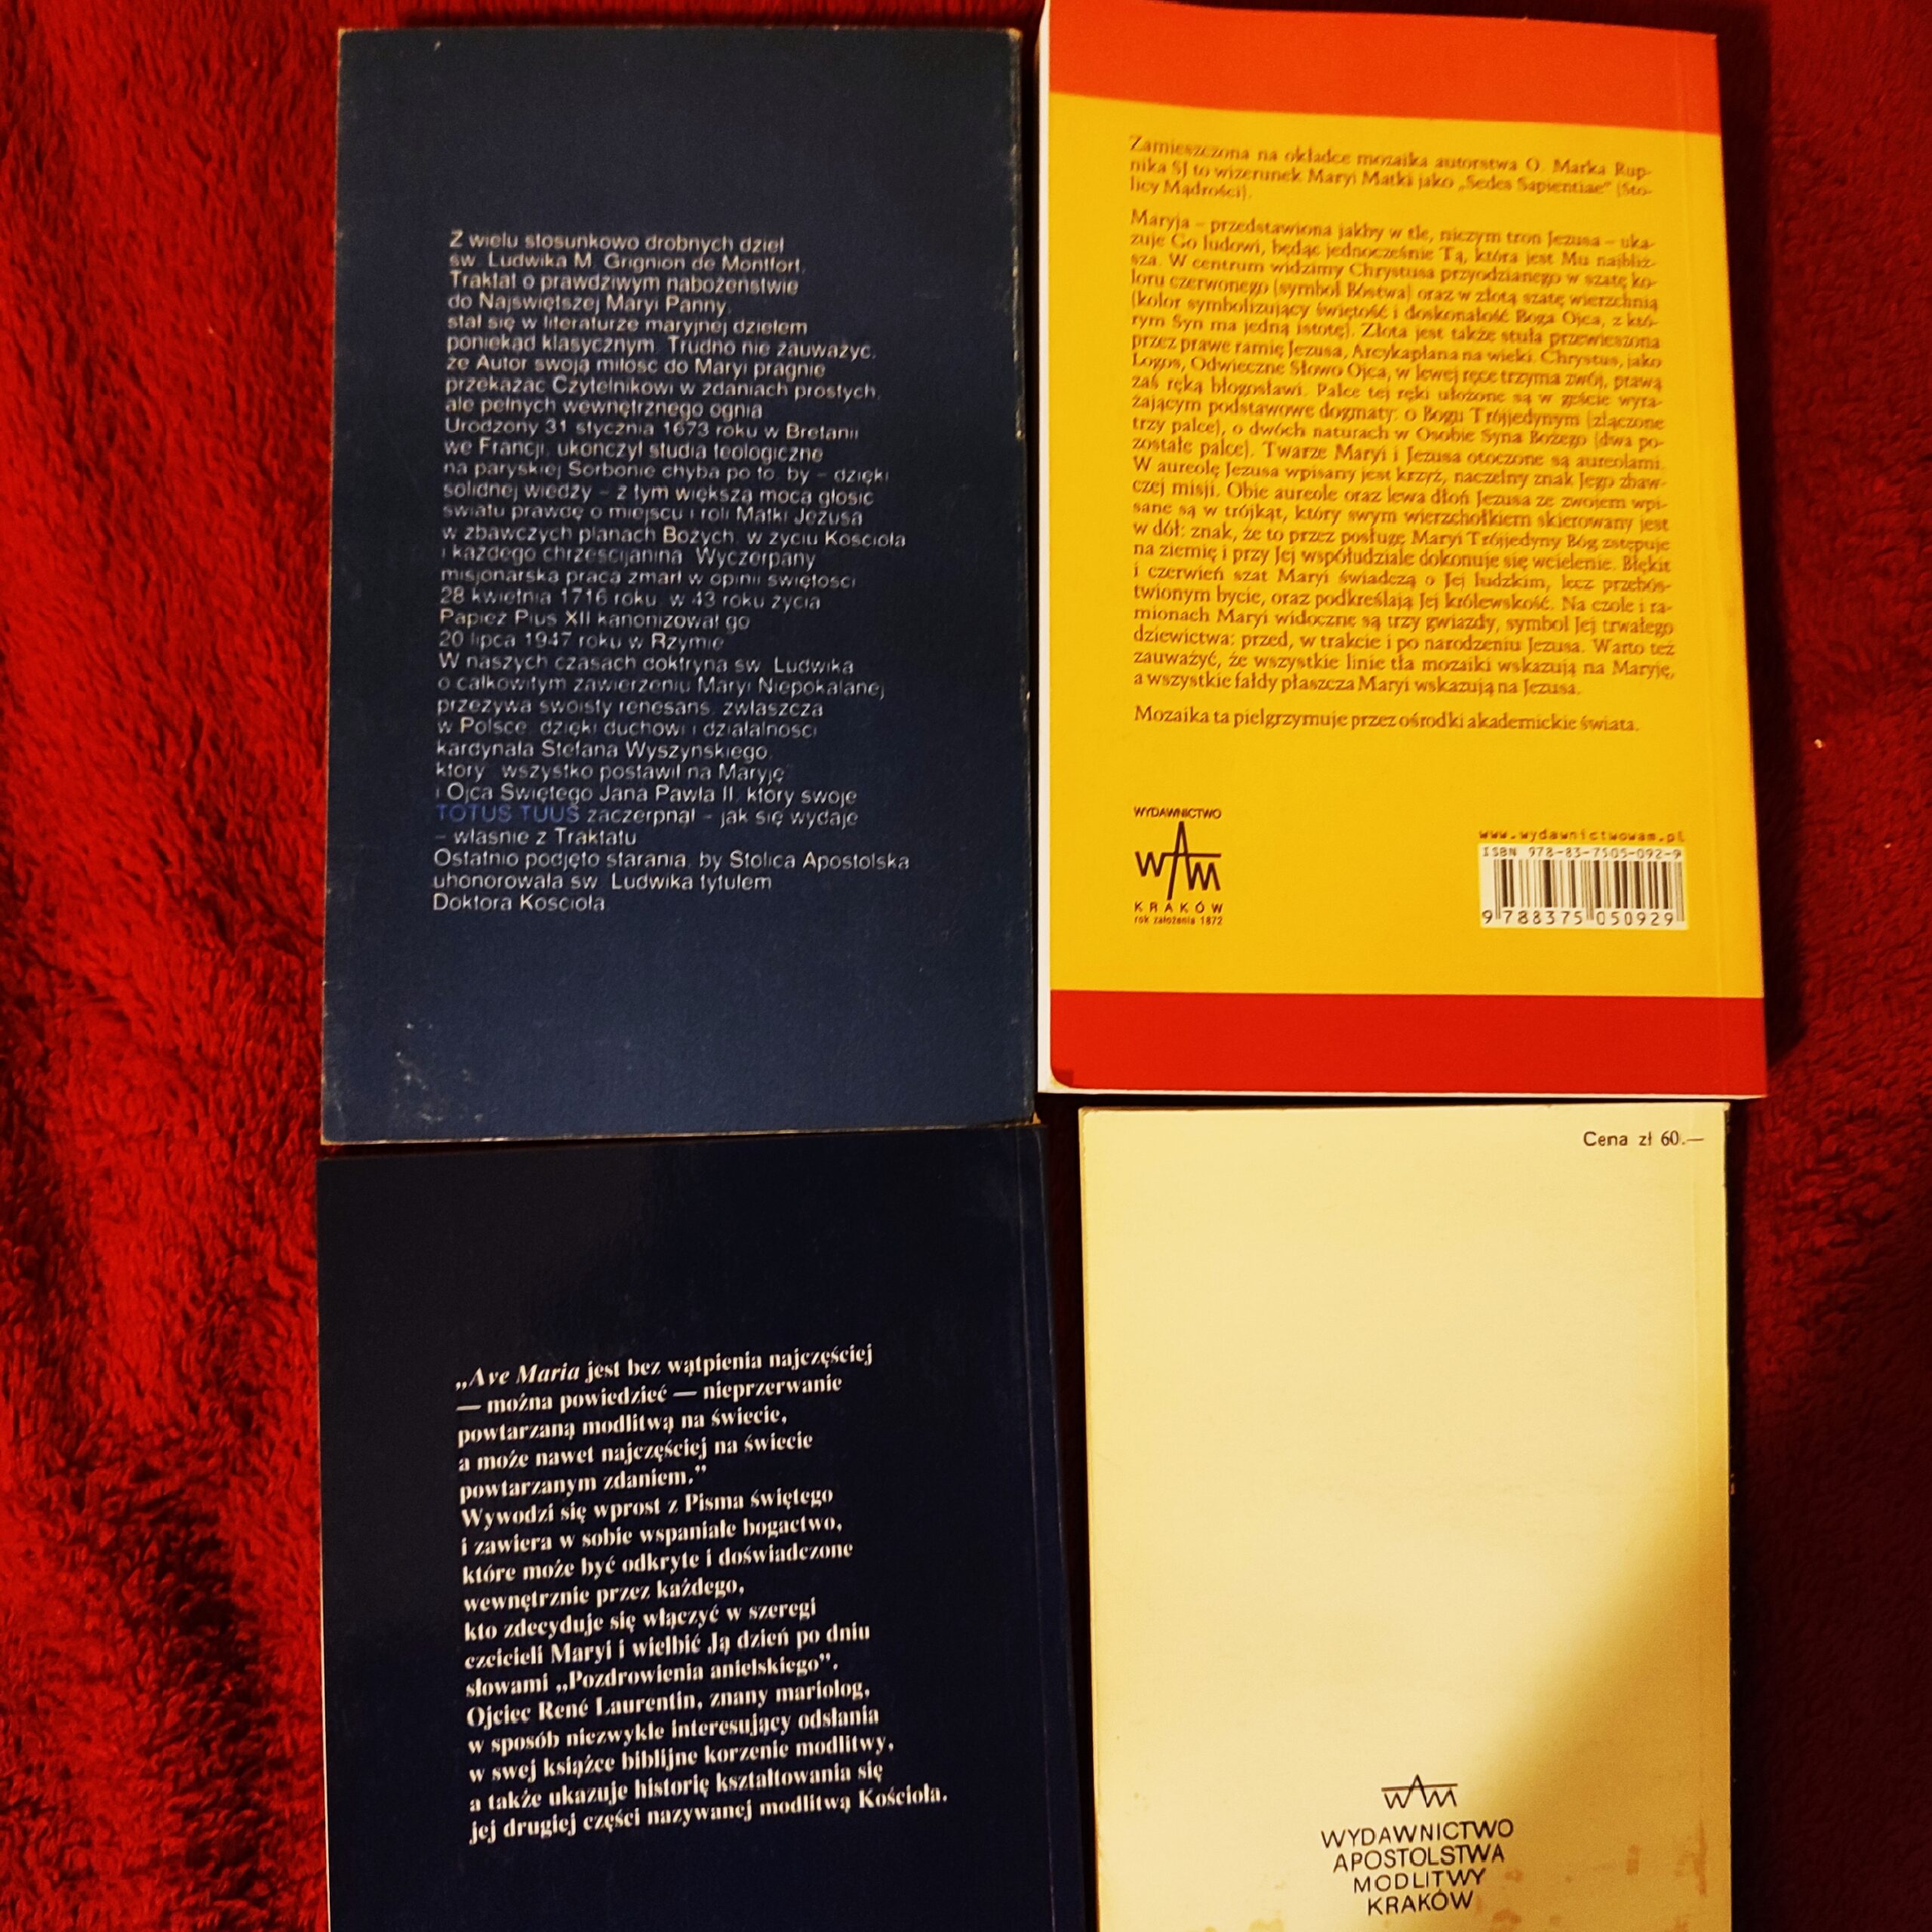 Z wielu stosunkowo drobnych dzieł
św. Ludwika M. Grignion de Montfort,
Traktat o prawdziwym nabożeństwie
do Najświętszej Maryi Panny,
stał się w literaturze maryjnej dziełem
poniekąd klasycznym. Trudno nie zauważyć,
że Autor swoją miłość do Maryi pragnie
przekazać Czytelnikowi w zdaniach prostych,
ale pełnych wewnętrznego ognia.
Urodzony 31 stycznia 1673 roku w Bretanii
we Francji, ukończył studia teologiczne
na paryskiej Sorbonie chyba po to, by – dzięki
solidnej wiedzy – z tym większą mocą głosić
światu prawdę o miejscu i roli Matki Jezusa
w zbawczych planach Bożych, w życiu Kościoła
i każdego chrześcijanina. Wyczerpany
misjonarską pracą zmarł w opinii świętości
28 kwietnia 1716 roku, w 43 roku życia.
Papież Pius XII kanonizował go
20 lipca 1947 roku w Rzymie.
W naszych czasach doktryna św. Ludwika
o całkowitym zawierzeniu Maryi Niepokalanej
przeżywa swoisty renesans, zwłaszcza
w Polsce, dzięki duchowi i działalności
kardynała Stefana Wyszyńskiego,
który "wszystko postawił na Maryję"
i Ojca Świętego Jana Pawła II, który swoje
TOTUS TUUS zaczerpnął – jak się wydaje
– właśnie z Traktatu.
Ostatnio podjęto starania, by Stolica Apostolska
uhonorowała św. Ludwika tytułem
Doktora Kościoła.
Zamieszczona na okładce mozaika autorstwa O. Marka Rup-
nika SJ to wizerunek Maryi Matki jako „Sedes Sapientiae” (Sto-
licy Mądrości).
Maryja – przedstawiona jakby w tle, niczym tron Jezusa – uka-
zuje Go ludowi, będąc jednocześnie Tą, która jest Mu najbliż-
sza. W centrum widzimy Chrystusa przyodzianego w szatę ko-
loru czerwonego (symbol Bóstwa) oraz w złotą szatę wierzchnią
(kolor symbolizujący świętość i doskonałość Boga Ojca, z któ-
rym Syn ma jedną istotę). Złota jest także stuła przewieszona
przez prawe ramię Jezusa, Arcykapłana na wieki. Chrystus, jako
Logos, Odwieczne Słowo Ojca, w lewej ręce trzyma zwój, prawą
zaś ręką błogosławi. Palce tej ręki ułożone są w geście wyra-
żającym podstawowe dogmaty: o Bogu Trójjedynym (złączone
trzy palce), o dwóch naturach w Osobie Syna Bożego (dwa po-
zostałe palce). Twarze Maryi i Jezusa otoczone są aureolami.
W aureolę Jezusa wpisany jest krzyż, naczelny znak Jego zbaw-
czej misji. Obie aureole oraz lewa dłoń Jezusa ze zwojem wpi-
sane są w trójkąt, który swym wierzchołkiem skierowany jest
w dół: znak, że to przez posługę Maryi Trójjedyny Bóg zstępuje
na ziemię i przy Jej współudziale dokonuje się wcielenie. Błękit
i czerwień szat Maryi świadczą o Jej ludzkim, lecz przebós-
twionym bycie, oraz podkreślają Jej królewskość. Na czole i ra-
mionach Maryi widoczne są trzy gwiazdy, symbol Jej trwałego
dziewictwa: przed, w trakcie i po narodzeniu Jezusa. Warto też
zauważyć, że wszystkie linie tła mozaiki wskazują na Maryję,
a wszystkie fałdy płaszcza Maryi wskazują na Jezusa.
Mozaika ta pielgrzymuje przez ośrodki akademickie świata.
WYDAWNICTWO
WAM
KRAKÓW
rok założenia 1872
www.wydawnictwowam.pl
ISBN 978-83-7505-092-9
9 788375 050929
„Ave Maria jest bez wątpienia najczęściej
— można powiedzieć — nieprzerwanie
powtarzaną modlitwą na świecie,
a może nawet najczęściej na świecie
powtarzanym zdaniem.”
Wywodzi się wprost z Pisma świętego
i zawiera w sobie wspaniałe bogactwo,
które może być odkryte i doświadczone
wewnętrznie przez każdego,
kto zdecyduje się włączyć w szeregi
czcicieli Maryi i wielbić Ją dzień po dniu
słowami „Pozdrowienia anielskiego”.
Ojciec René Laurentin, znany mariolog,
w sposób niezwykle interesujący odsłania
w swej książce biblijne korzenie modlitwy,
a także ukazuje historię kształtowania się
jej drugiej części nazywanej modlitwą Kościoła.
Cena zł 60.—
WAM
WYDAWNICTWO
APOSTOLSTWA
MODLITWY
KRAKÓW